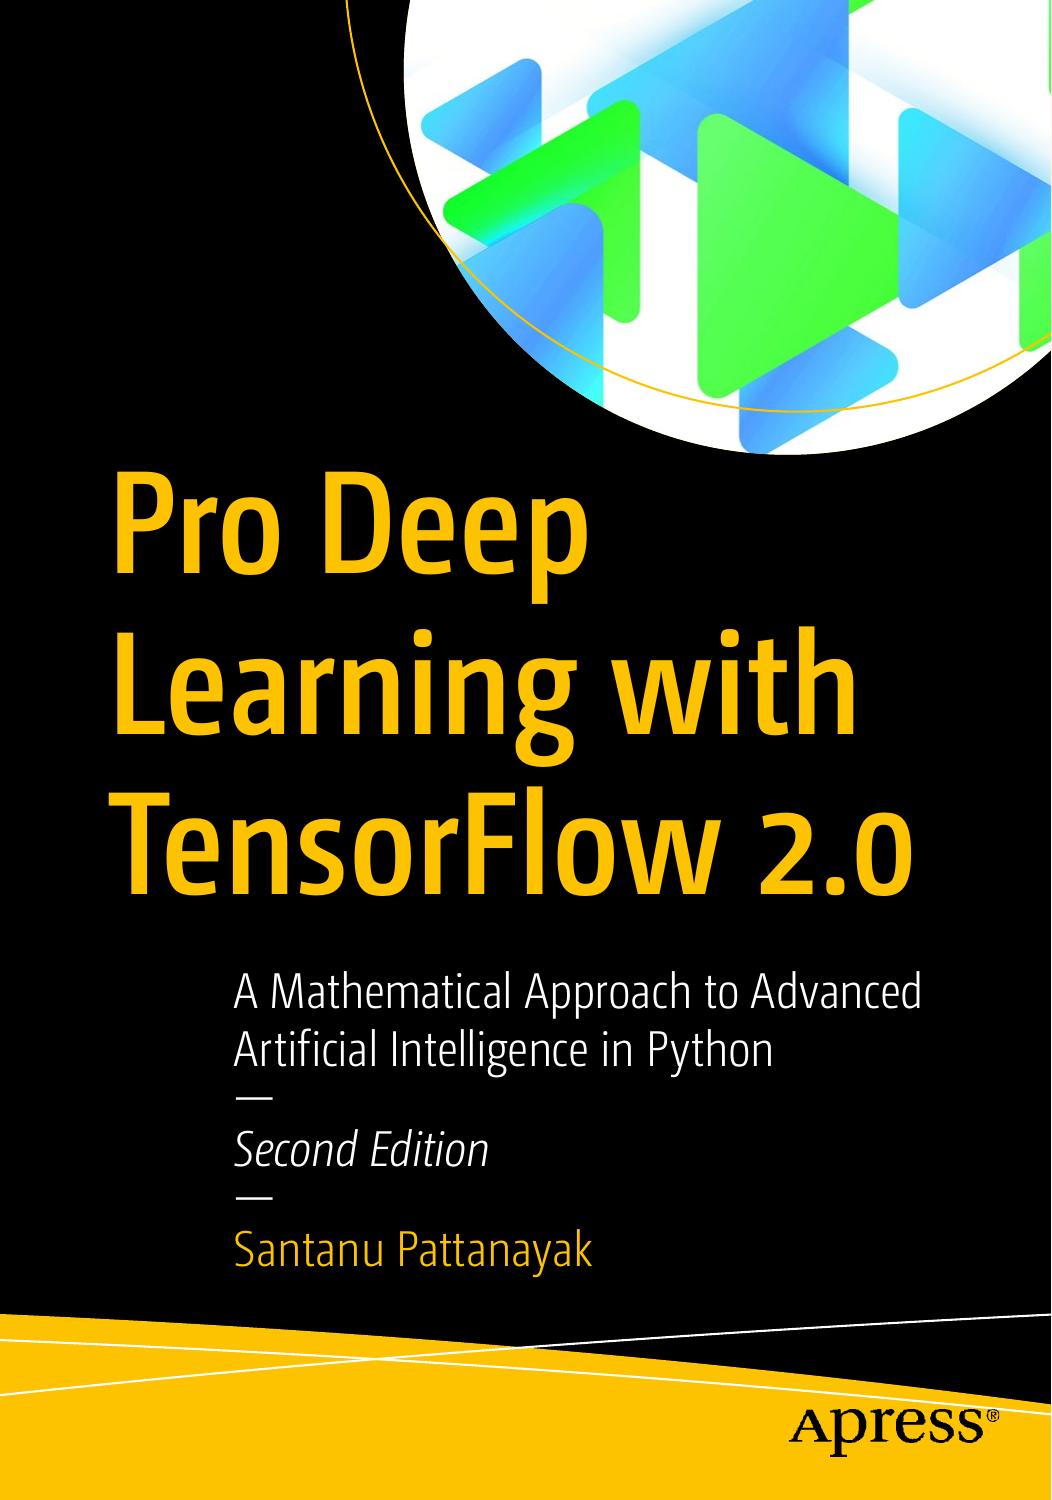 Pro Deep
Learning with
TensorFlow 2.0
A Mathematical Approach to Advanced
Artificial Intelligence in Python
—
Second Edition
—
Santanu Pattanayak
Apress®